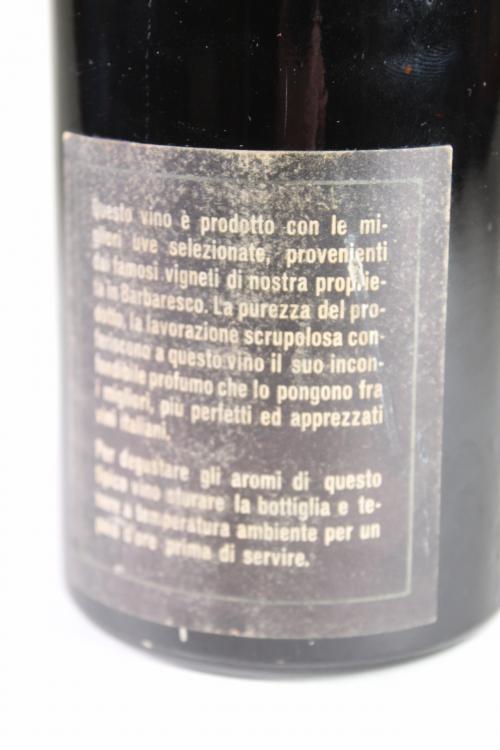 Questo vino è prodotto con le mi-
gliori uve selezionate, provenienti
dai famosi vigneti di nostra proprie-
tà in Barbaresco. La purezza del pro-
dotto, la lavorazione scrupolosa con-
feriscono a questo vino il suo incon-
fondibile profumo che lo pongono fra
i migliori, più perfetti ed apprezzati
vini italiani.
Per degustare gli aromi di questo
tipico vino sturare la bottiglia e te-
nere a temperatura ambiente per un
paio d'ore prima di servire.